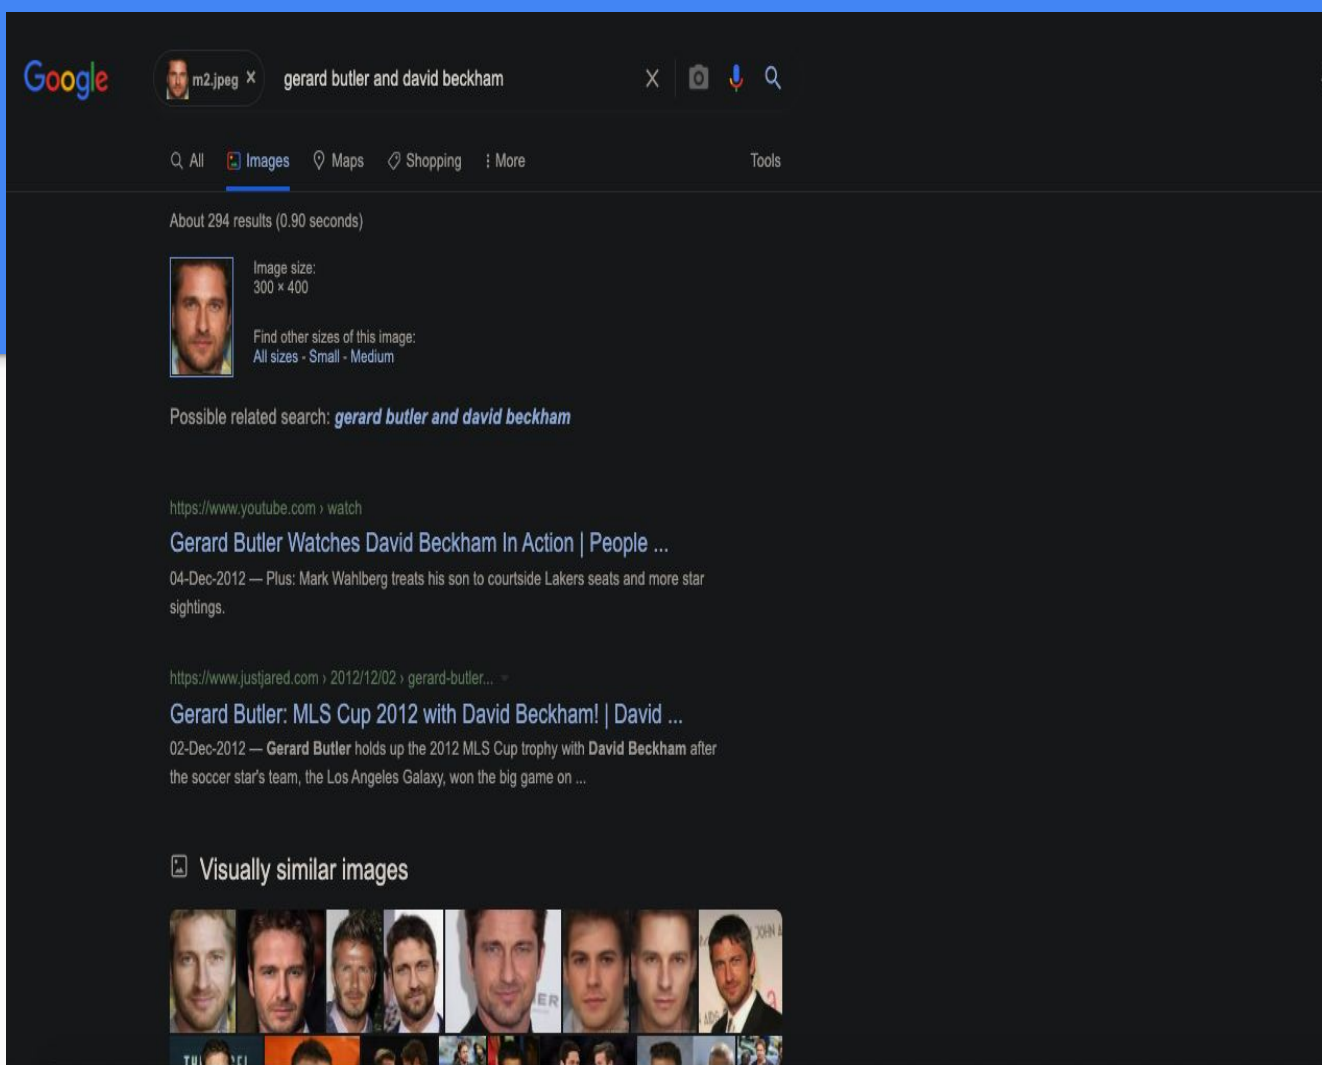 Google
m2.jpeg × gerard butler and david beckham
All Images Maps Shopping More Tools
About 294 results (0.90 seconds)
Image size:
300 × 400
Find other sizes of this image:
All sizes - Small - Medium
Possible related search: gerard butler and david beckham
https://www.youtube.com › watch
Gerard Butler Watches David Beckham In Action | People ...
04-Dec-2012 — Plus: Mark Wahlberg treats his son to courtside Lakers seats and more star
sightings.
https://www.justjared.com › 2012/12/02 › gerard-butler...
Gerard Butler: MLS Cup 2012 with David Beckham! | David ...
02-Dec-2012 — Gerard Butler holds up the 2012 MLS Cup trophy with David Beckham after
the soccer star's team, the Los Angeles Galaxy, won the big game on ...
Visually similar images